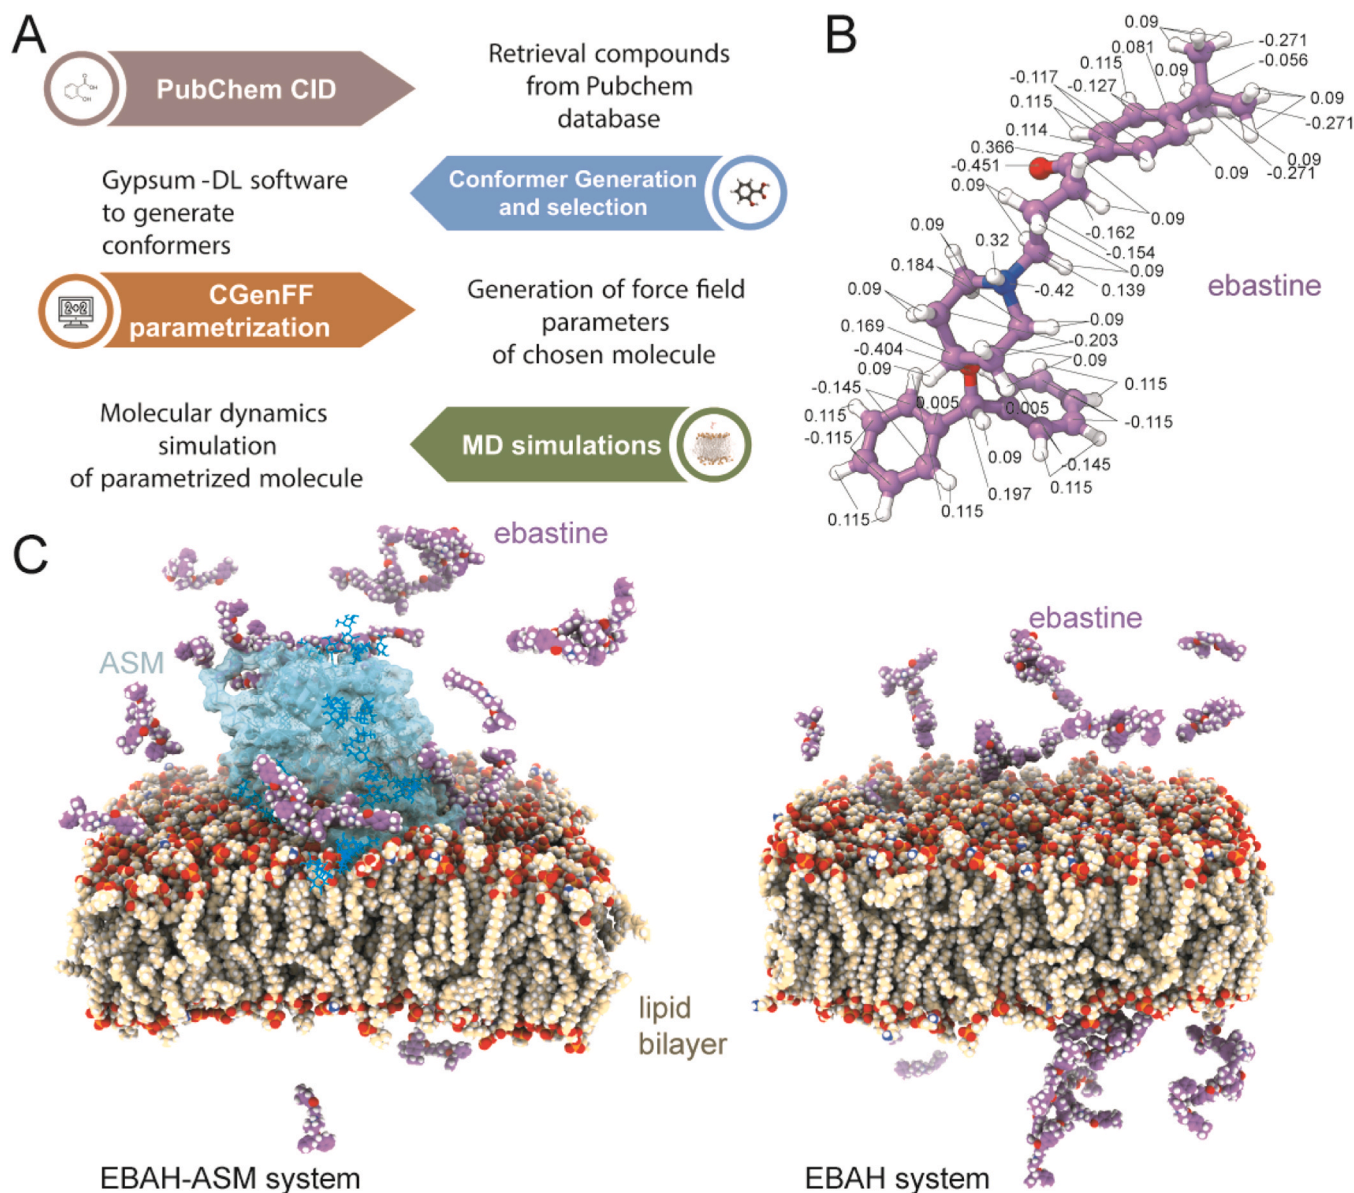 A
PubChem CID
Retrieval compounds
from Pubchem
database
Gypsum -DL software
to generate
conformers
Conformer Generation
and selection
CGenFF
parametrization
Generation of force field
parameters
of chosen molecule
Molecular dynamics
simulation
of parametrized molecule
MD simulations
B
0.09
0.081
-0.271
0.115
0.09
-0.056
-0.117
-0.127
0.09
0.115
-0.271
0.114
0.366
-0.451
0.09
-0.271
0.09
0.09
0.09
-0.162
0.09
0.32
-0.154
0.184
0.09
-0.42
0.139
ebastine
0.09
0.09
0.169
-0.203
-0.404
0.09
0.09
-0.145
0.115
0.115
0.005
0.005
-0.115
-0.115
0.09
-0.145
0.197
0.115
0.115
0.115
C
ebastine
ASM
lipid
bilayer
EBAH-ASM system
ebastine
EBAH system